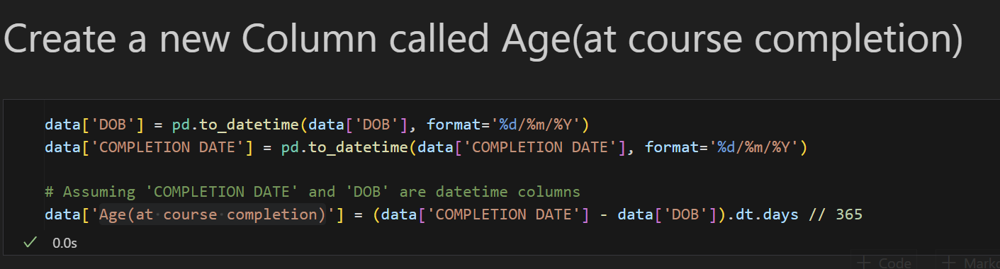 Create a new Column called Age(at course completion)
data['DOB'] = pd.to_datetime(data['DOB'], format='%d/%m/%Y')
data['COMPLETION DATE'] = pd.to_datetime(data['COMPLETION DATE'], format='%d/%m/%Y')
# Assuming 'COMPLETION DATE' and 'DOB' are datetime columns
data['Age(at course completion)'] = (data['COMPLETION DATE'] - data['DOB']).dt.days // 365
✓ 0.0s
+ Code + Mark